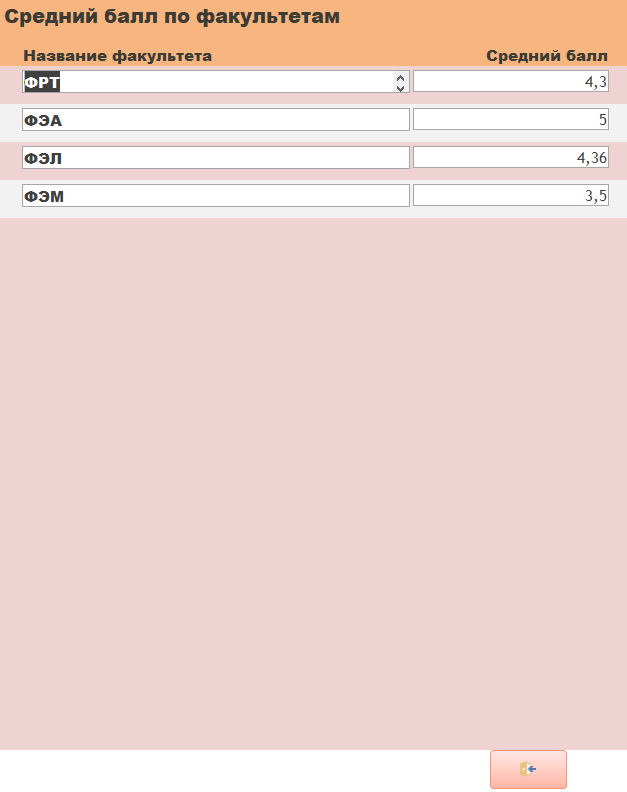 Средний балл по факультетам
Название факультета Средний балл
ФРТ 4,3
ФЭА 5
ФЭЛ 4,36
ФЭМ 3,5